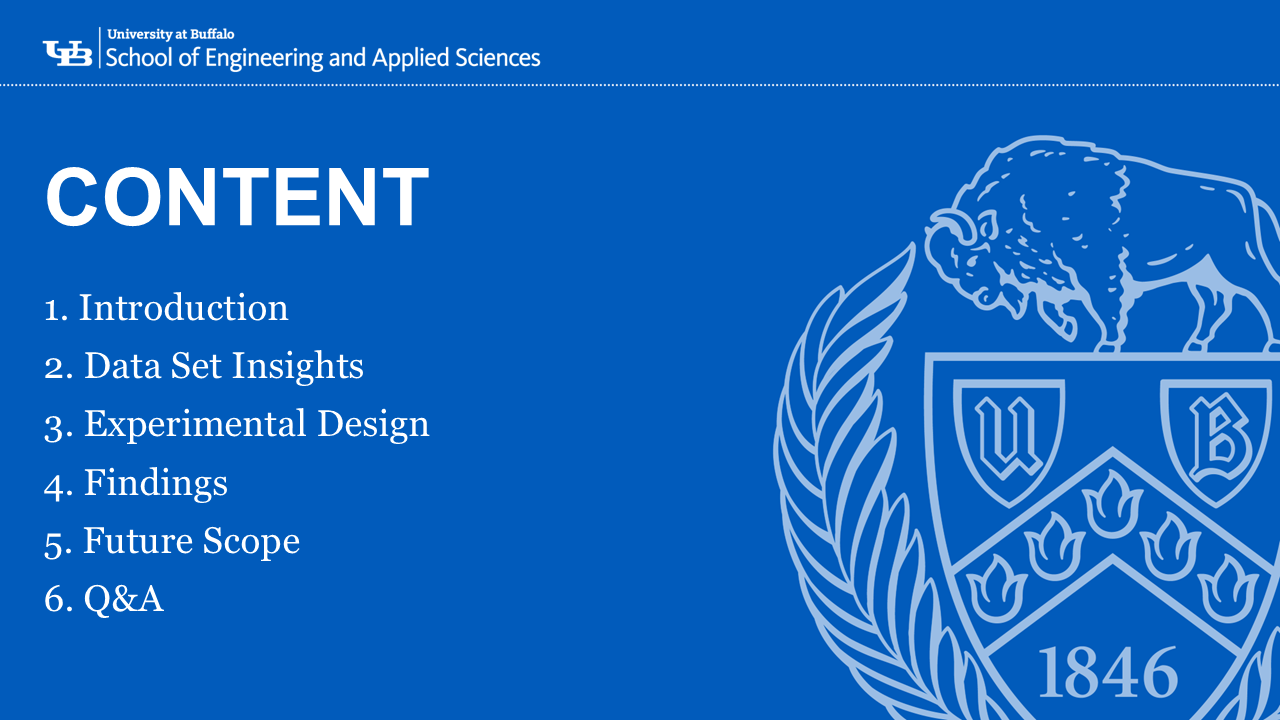 UB
University at Buffalo
School of Engineering and Applied Sciences
CONTENT
1. Introduction
2. Data Set Insights
3. Experimental Design
4. Findings
5. Future Scope
6. Q&A
U B
1846